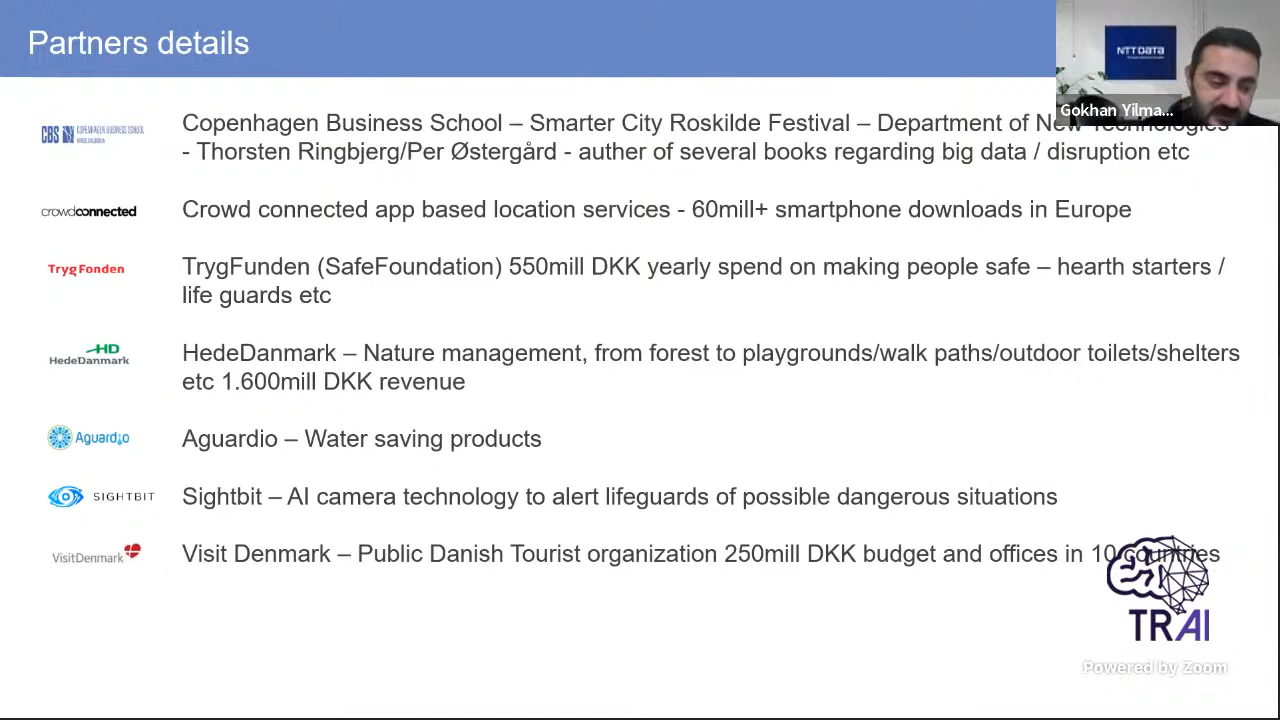 Partners details
NTT DATA
Gokhan Yilma...
CBS COPENHAGEN BUSINESS SCHOOL
Copenhagen Business School – Smarter City Roskilde Festival – Department of New Technologies
- Thorsten Ringbjerg/Per Østergård - auther of several books regarding big data / disruption etc
crowdconnected
Crowd connected app based location services - 60mill+ smartphone downloads in Europe
TrygFonden
TrygFunden (SafeFoundation) 550mill DKK yearly spend on making people safe – hearth starters /
life guards etc
HD
HedeDanmark
HedeDanmark – Nature management, from forest to playgrounds/walk paths/outdoor toilets/shelters
etc 1.600mill DKK revenue
Aguardio
Aguardio – Water saving products
SIGHTBIT
Sightbit – AI camera technology to alert lifeguards of possible dangerous situations
VisitDenmark
Visit Denmark – Public Danish Tourist organization 250mill DKK budget and offices in 10 countries
TRAI
Powered by Zoom